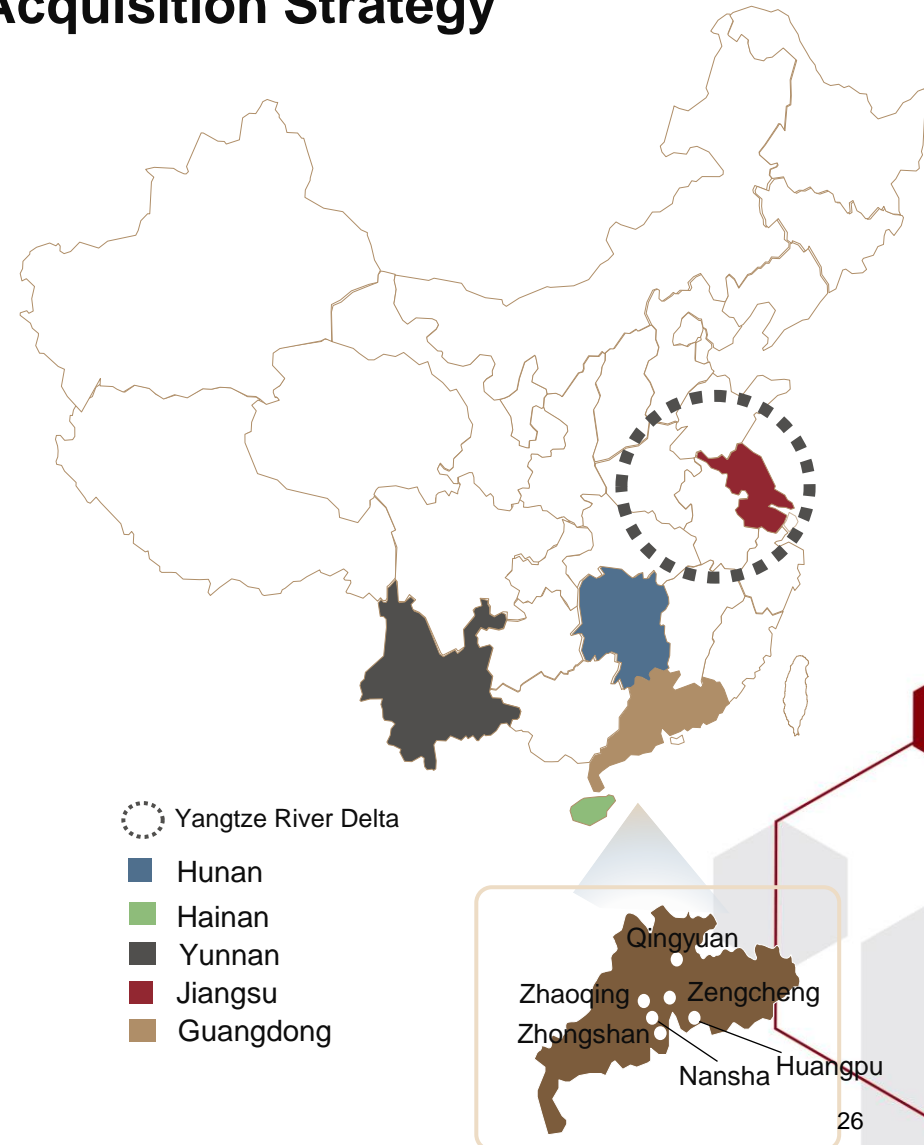 Acquisition Strategy
Yangtze River Delta
Hunan
Hainan
Yunnan
Jiangsu
Guangdong
Qingyuan
Zhaoqing
Zengcheng
Zhongshan
Nansha
Huangpu
26